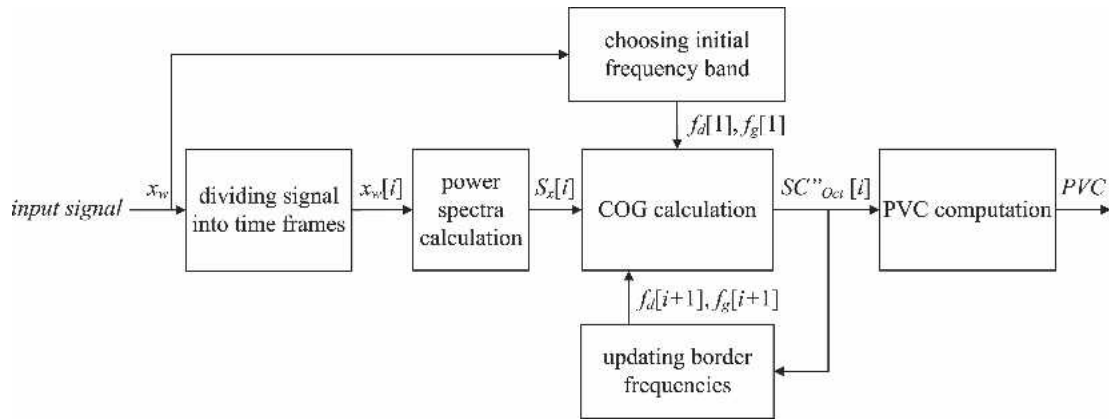 choosing initial
frequency band
f_d[1], f_g[1]
input signal
x_w
dividing signal
into time frames
x_w[i]
power
spectra
calculation
S_x[i]
COG calculation
SC''_Oct [i]
PVC computation
PVC
f_d[i+1], f_g[i+1]
updating border
frequencies